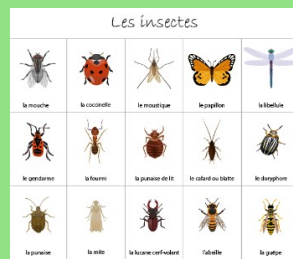 Les insectes
la mouche
la coccinelle
le moustique
le papillon
la libellule
le gendarme
la fourmi
la punaise de lit
le cafard ou blatte
le doryphore
la punaise
la mite
la lucane cerf-volant
l'abeille
la guêpe